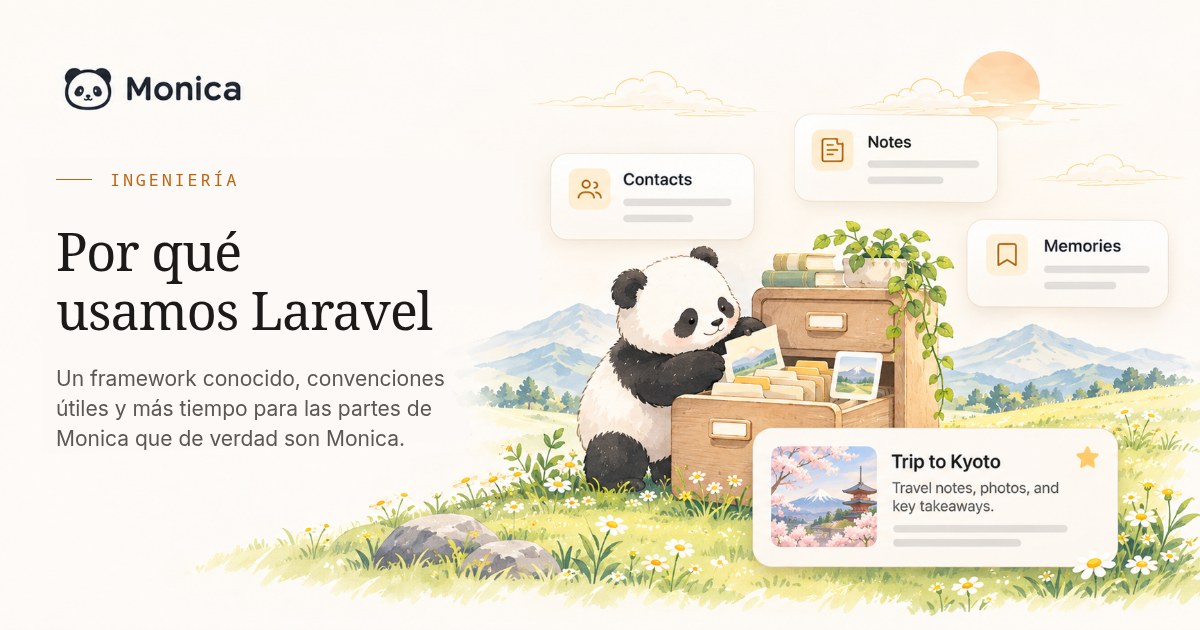 Monica
INGENIERÍA
Por qué
usamos Laravel
Un framework conocido, convenciones
útiles y más tiempo para las partes de
Monica que de verdad son Monica.
Contacts
Notes
Memories
Trip to Kyoto
Travel notes, photos, and
key takeaways.